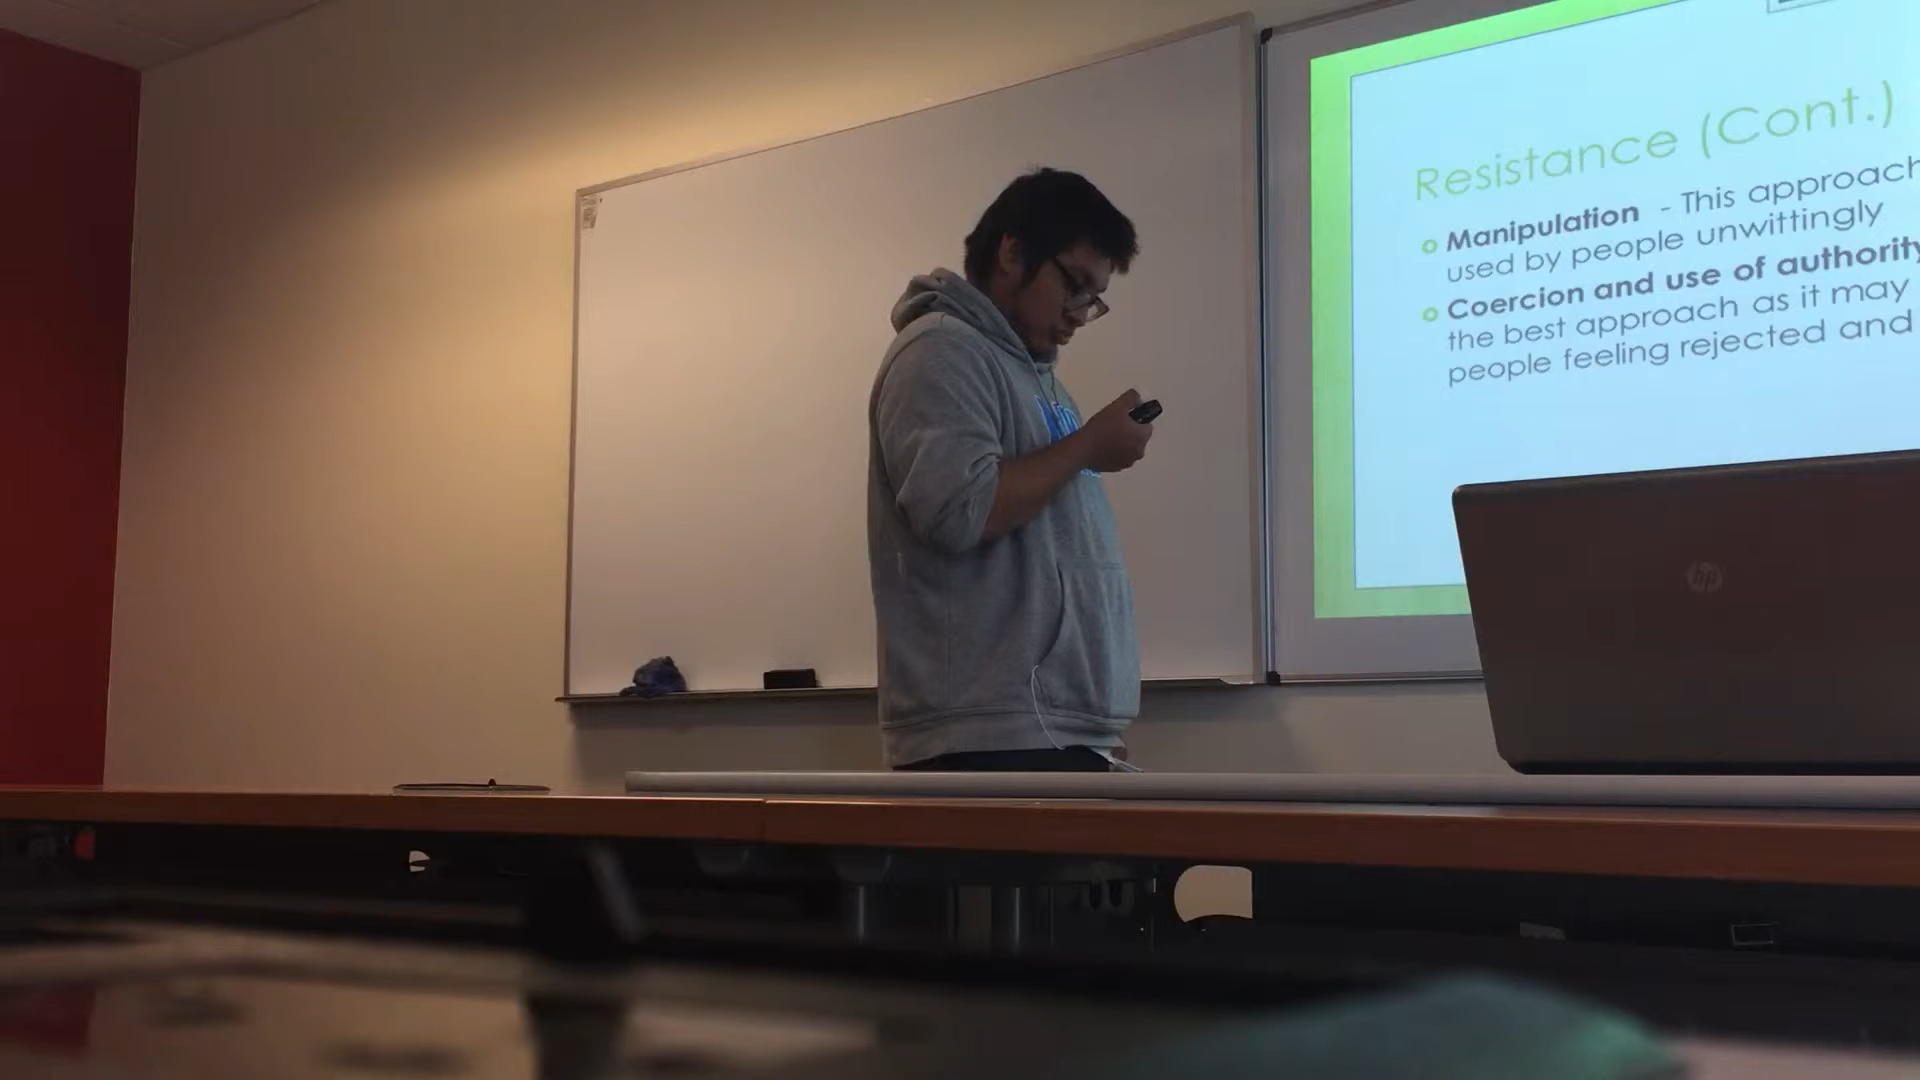 Resistance (Cont.)
Manipulation - This approach
used by people unwittingly
Coercion and use of authority
the best approach as it may
people feeling rejected and
hp